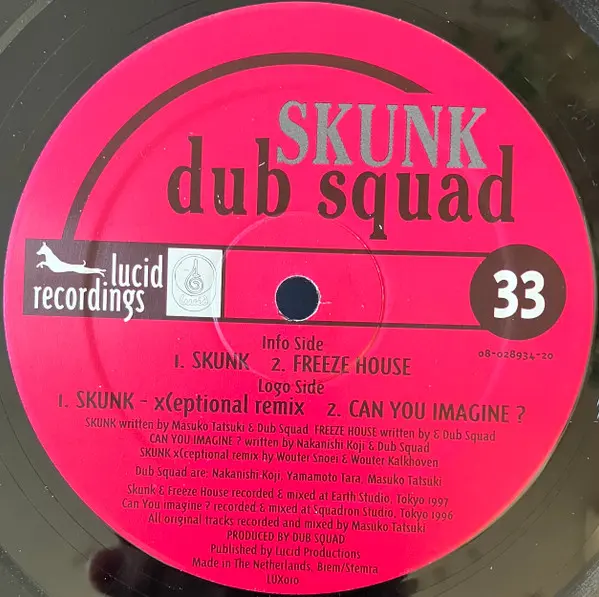 SKUNK
dub squad
lucid
recordings
33
08-028934-20
Info Side
1. SKUNK 2. FREEZE HOUSE
Logo Side
1. SKUNK - x(eptional remix 2. CAN YOU IMAGINE ?
SKUNK written by Masuko Tatsuki & Dub Squad FREEZE HOUSE written by & Dub Squad
CAN YOU IMAGINE ? written by Nakanishi Koji & Dub Squad
SKUNK x(ceptional remix by Wouter Snoei & Wouter Kalkhoven
Dub Squad are: Nakanishi Koji, Yamamoto Tara, Masuko Tatsuki
Skunk & Freeze House recorded & mixed at Earth Studio, Tokyo 1997
Can You imagine ? recorded & mixed at Squadron Studio, Tokyo 1996
All original tracks recorded and mixed by Masuko Tatsuki
PRODUCED BY DUB SQUAD
Published by Lucid Productions
Made in The Netherlands, Biem/Stemra
LUX010